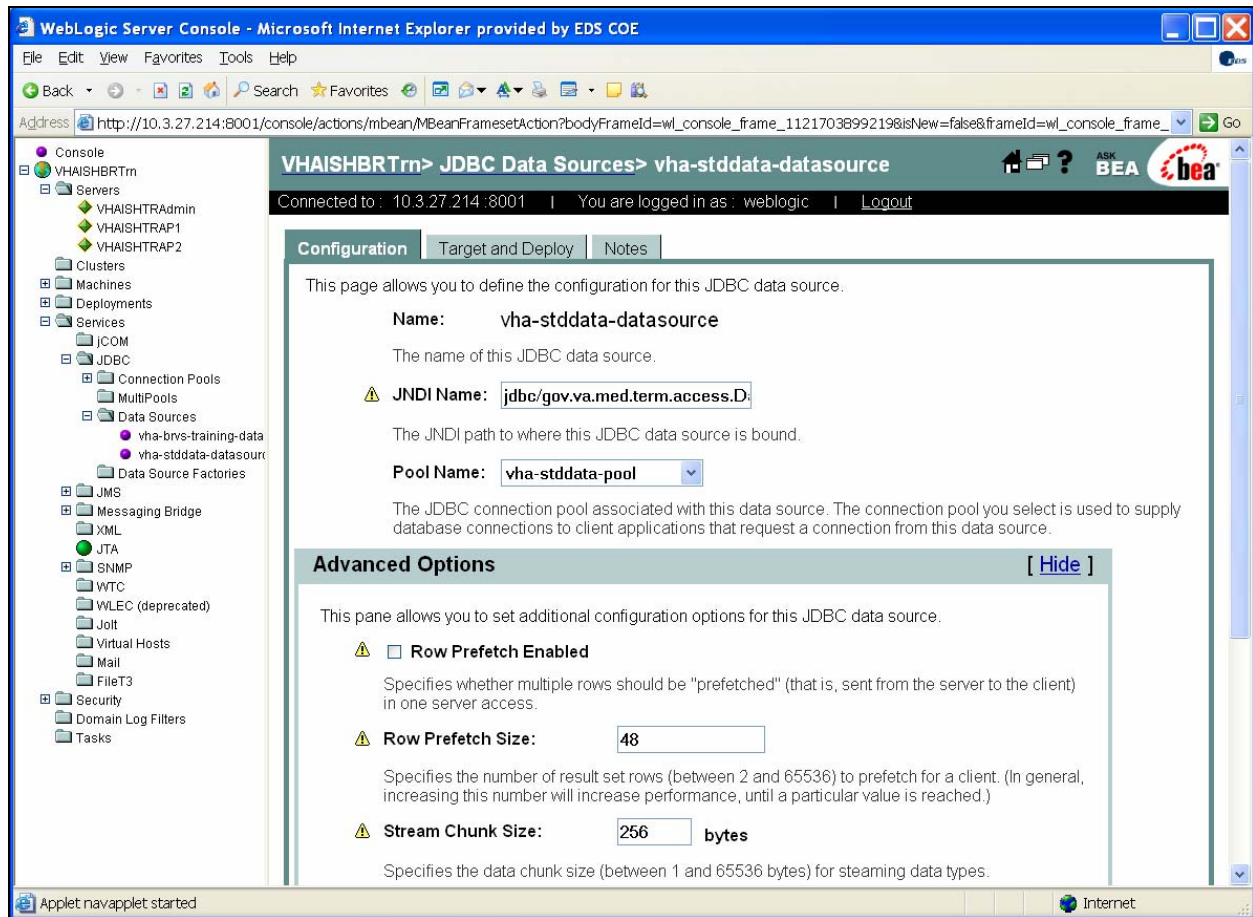 WebLogic Server Console - Microsoft Internet Explorer provided by EDS COE
File Edit View Favorites Tools Help
Back Search Favorites
Address http://10.3.27.214:8001/console/actions/mbean/MBeanFramesetAction?bodyFrameId=wl_console_frame_1121703899219&isNew=false&frameId=wl_console_frame_ Go
Console
VHAISHBRTrn
Servers
VHAISHTRAdmin
VHAISHTRAP1
VHAISHTRAP2
Clusters
Machines
Deployments
Services
jCOM
JDBC
Connection Pools
MultiPools
Data Sources
vha-brvs-training-data
vha-stddata-datasourc
Data Source Factories
JMS
Messaging Bridge
XML
JTA
SNMP
WTC
WLEC (deprecated)
Jolt
Virtual Hosts
Mail
FileT3
Security
Domain Log Filters
Tasks
VHAISHBRTrn> JDBC Data Sources> vha-stddata-datasource ? ASK BEA bea
Connected to : 10.3.27.214 :8001 | You are logged in as : weblogic | Logout
Configuration Target and Deploy Notes
This page allows you to define the configuration for this JDBC data source.
Name: vha-stddata-datasource
The name of this JDBC data source.
JNDI Name: jdbc/gov.va.med.term.access.Da
The JNDI path to where this JDBC data source is bound.
Pool Name: vha-stddata-pool
The JDBC connection pool associated with this data source. The connection pool you select is used to supply
database connections to client applications that request a connection from this data source.
Advanced Options [ Hide ]
This pane allows you to set additional configuration options for this JDBC data source.
Row Prefetch Enabled
Specifies whether multiple rows should be "prefetched" (that is, sent from the server to the client)
in one server access.
Row Prefetch Size: 48
Specifies the number of result set rows (between 2 and 65536) to prefetch for a client. (In general,
increasing this number will increase performance, until a particular value is reached.)
Stream Chunk Size: 256 bytes
Specifies the data chunk size (between 1 and 65536 bytes) for steaming data types.
Applet navapplet started Internet